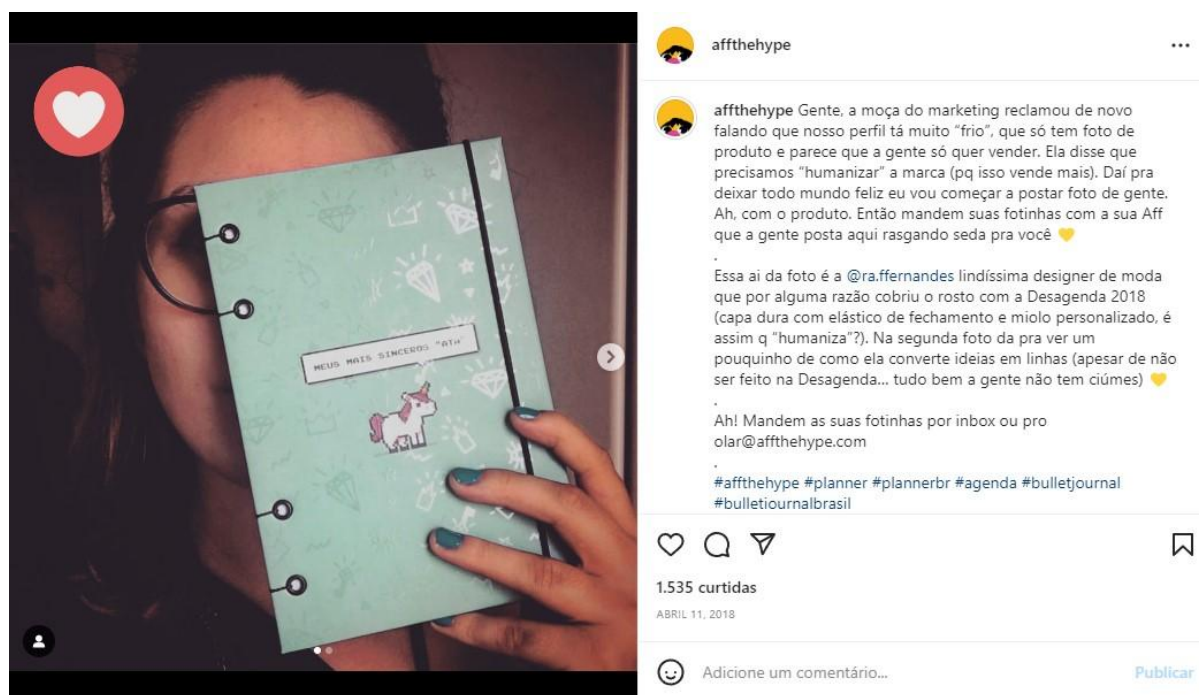 MEUS MAIS SINCEROS "ATA"
affthehype
affthehype Gente, a moça do marketing reclamou de novo
falando que nosso perfil tá muito “frio”, que só tem foto de
produto e parece que a gente só quer vender. Ela disse que
precisamos “humanizar” a marca (pq isso vende mais). Daí pra
deixar todo mundo feliz eu vou começar a postar foto de gente.
Ah, com o produto. Então mandem suas fotinhas com a sua Aff
que a gente posta aqui rasgando seda pra você 💛
.
Essa ai da foto é a @ra.ffernandes lindíssima designer de moda
que por alguma razão cobriu o rosto com a Desagenda 2018
(capa dura com elástico de fechamento e miolo personalizado, é
assim q “humaniza”?). Na segunda foto da pra ver um
pouquinho de como ela converte ideias em linhas (apesar de não
ser feito na Desagenda... tudo bem a gente não tem ciúmes) 💛
.
Ah! Mandem as suas fotinhas por inbox ou pro
olar@affthehype.com
.
#affthehype #planner #plannerbr #agenda #bulletjournal
#bulletjournalbrasil
1.535 curtidas
ABRIL 11, 2018
Adicione um comentário...
Publicar